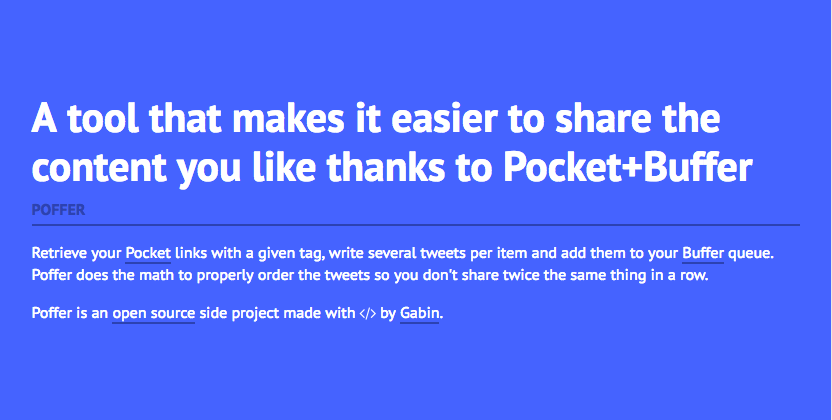 A tool that makes it easier to share the
content you like thanks to Pocket+Buffer
POFFER
Retrieve your Pocket links with a given tag, write several tweets per item and add them to your Buffer queue.
Poffer does the math to properly order the tweets so you don't share twice the same thing in a row.
Poffer is an open source side project made with </> by Gabin.